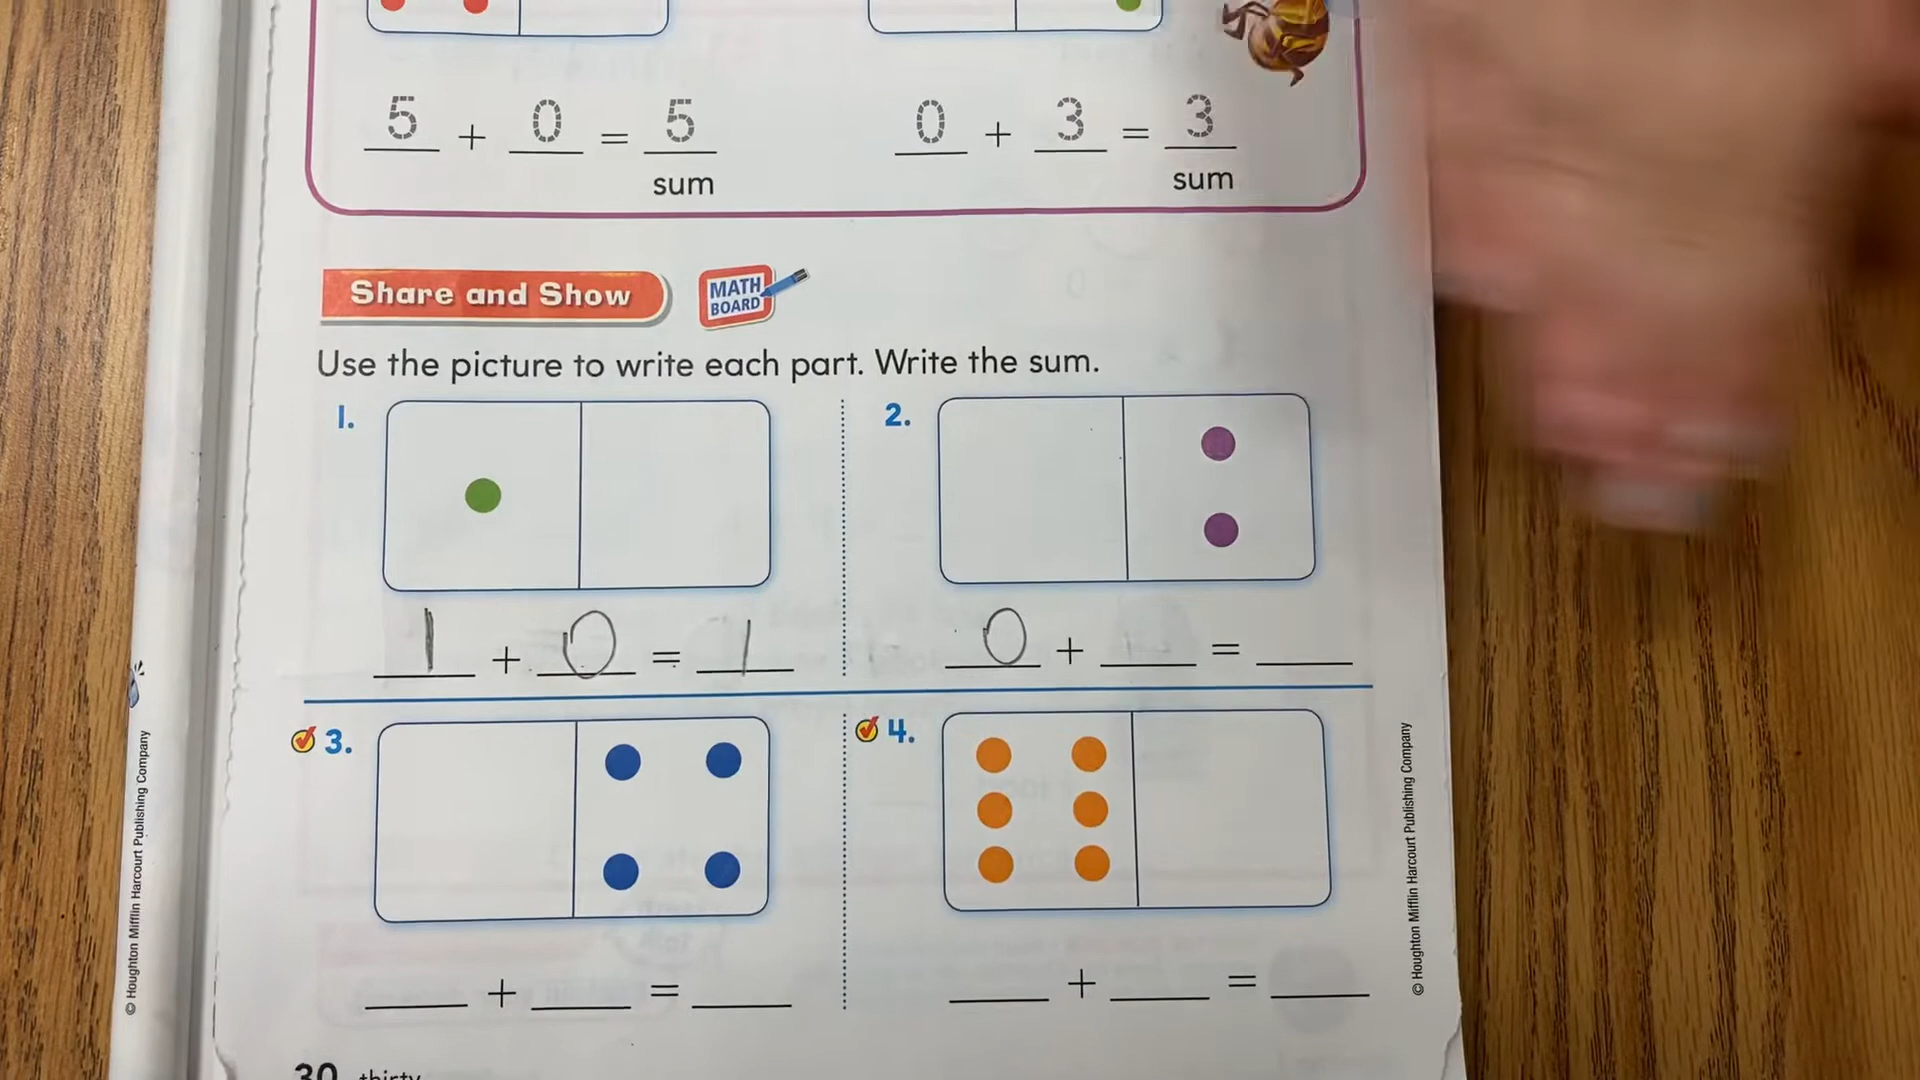 5 + 0 = 5
sum
0 + 3 = 3
sum
Share and Show
MATH
BOARD
Use the picture to write each part. Write the sum.
1.
1 + 0 = 1
2.
0 + =
3.
+ =
4.
+ =
30 thirty
© Houghton Mifflin Harcourt Publishing Company
© Houghton Mifflin Harcourt Publishing Company